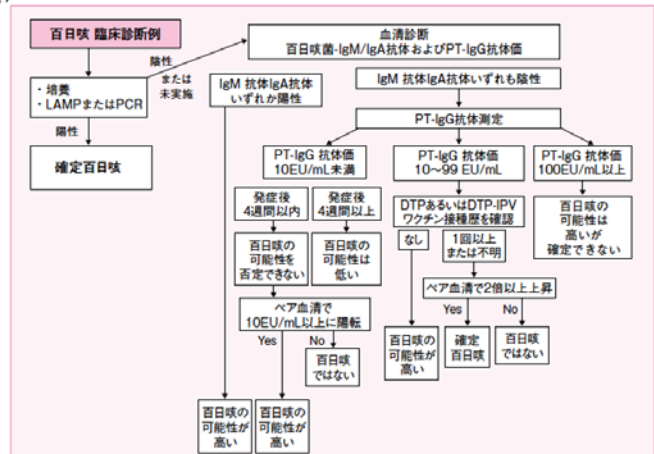 百日咳 臨床診断例
・培養
・LAMPまたはPCR
陰性
または
未実施
陽性
確定百日咳
血清診断
百日咳菌-IgM/IgA抗体 およびPT-IgG抗体価
IgM 抗体IgA抗体
いずれか陽性
IgM 抗体IgA抗体いずれも陰性
PT-IgG抗体測定
PT-IgG 抗体価
10EU/mL未満
PT-IgG 抗体価
10～99 EU/mL
PT-IgG 抗体価
100EU/mL以上
発症後
4週間以内
発症後
4週間以上
DTPあるいはDTP-IPV
ワクチン接種歴を確認
百日咳の
可能性は
高いが
確定できない
百日咳の
可能性を
否定できない
百日咳の
可能性は
低い
なし
1回以上
または不明
ペア血清で
10EU/mL以上に陽転
ペア血清で2倍以上上昇
Yes
No
Yes
No
百日咳
ではない
百日咳の
可能性が
高い
確定
百日咳
百日咳
ではない
百日咳の
可能性が
高い
百日咳の
可能性が
高い